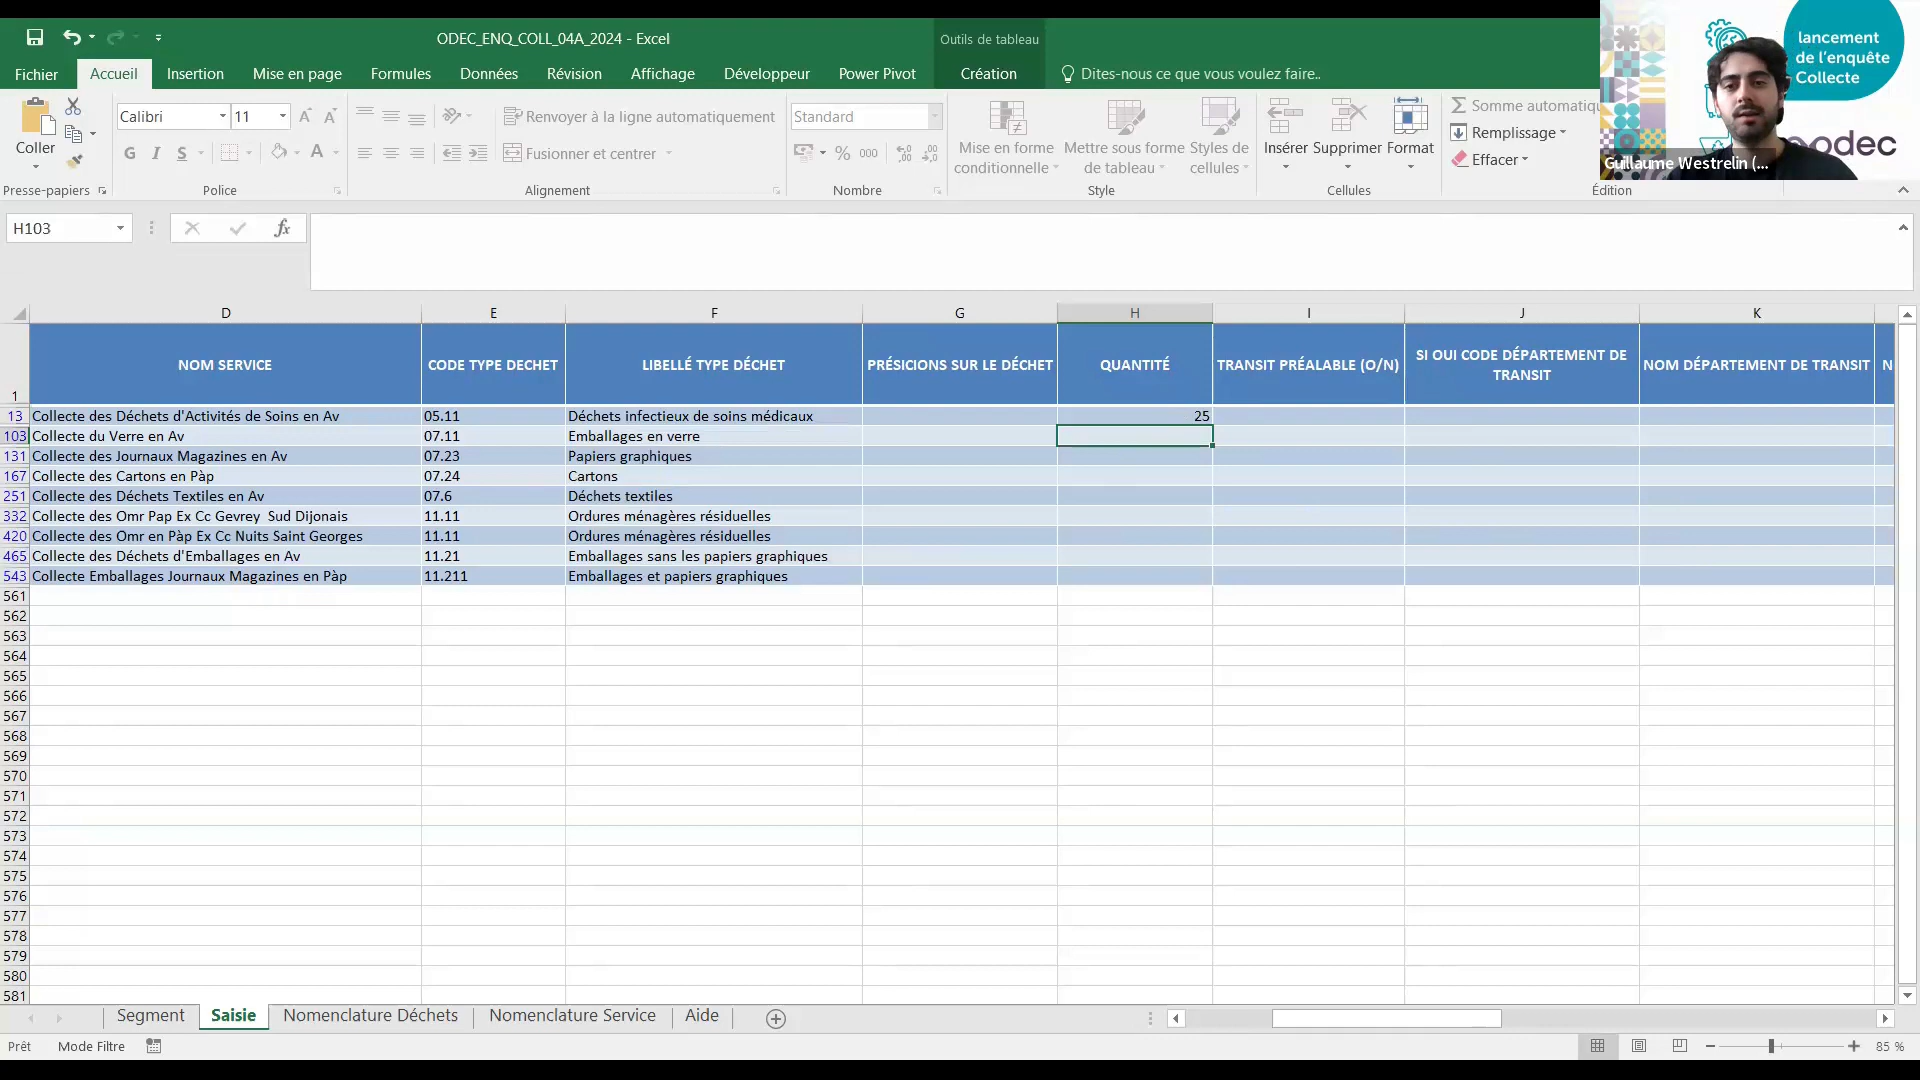 ODEC_ENQ_COLL_04A_2024 - Excel
Outils de tableau
Fichier Accueil Insertion Mise en page Formules Données Révision Affichage Développeur Power Pivot Création Dites-nous ce que vous voulez faire..
lancement
de l'enquête
Collecte
odec
Guillaume Westrelin (...
Coller
Presse-papiers
Calibri 11
G I S
Police
Renvoyer à la ligne automatiquement
Fusionner et centrer
Alignement
Standard
% 000
Nombre
Mise en forme
conditionnelle
Mettre sous forme
de tableau
Styles de
cellules
Style
Insérer Supprimer Format
Cellules
Somme automatiqu
Remplissage
Effacer
Édition
H103
fx
D E F G H I J K
1 NOM SERVICE CODE TYPE DECHET LIBELLÉ TYPE DÉCHET PRÉSICIONS SUR LE DÉCHET QUANTITÉ TRANSIT PRÉALABLE (O/N) SI OUI CODE DÉPARTEMENT DE TRANSIT NOM DÉPARTEMENT DE TRANSIT N
13 Collecte des Déchets d'Activités de Soins en Av 05.11 Déchets infectieux de soins médicaux 25
103 Collecte du Verre en Av 07.11 Emballages en verre
131 Collecte des Journaux Magazines en Av 07.23 Papiers graphiques
167 Collecte des Cartons en Pàp 07.24 Cartons
251 Collecte des Déchets Textiles en Av 07.6 Déchets textiles
332 Collecte des Omr Pap Ex Cc Gevrey  Sud Dijonais 11.11 Ordures ménagères résiduelles
420 Collecte des Omr en Pàp Ex Cc Nuits Saint Georges 11.11 Ordures ménagères résiduelles
465 Collecte des Déchets d'Emballages en Av 11.21 Emballages sans les papiers graphiques
543 Collecte Emballages Journaux Magazines en Pàp 11.211 Emballages et papiers graphiques
561
562
563
564
565
566
567
568
569
570
571
572
573
574
575
576
577
578
579
580
581
Segment Saisie Nomenclature Déchets Nomenclature Service Aide
Prêt Mode Filtre 85 %